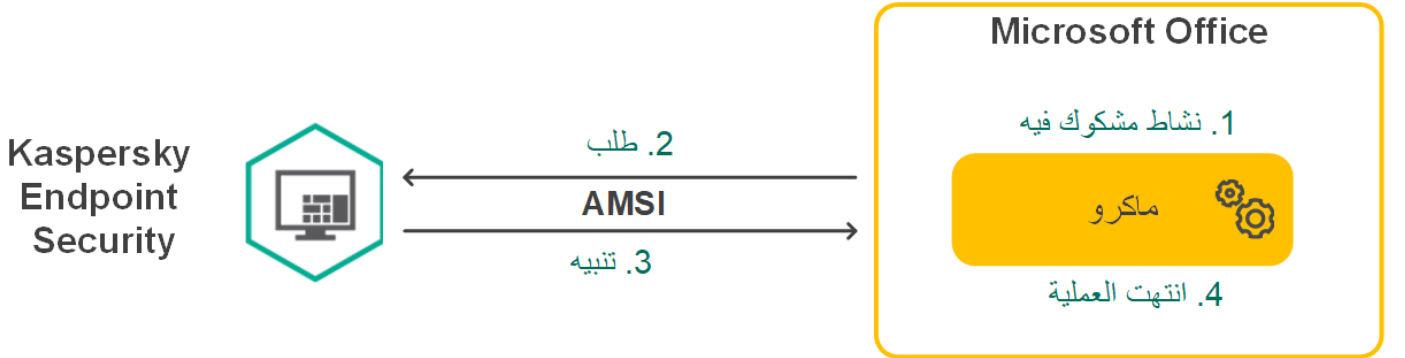 Microsoft Office
1. نشاط مشكوك فيه
ماكرو
4. انتهت العملية
2. طلب
AMSI
3. تنبيه
Kaspersky
Endpoint
Security